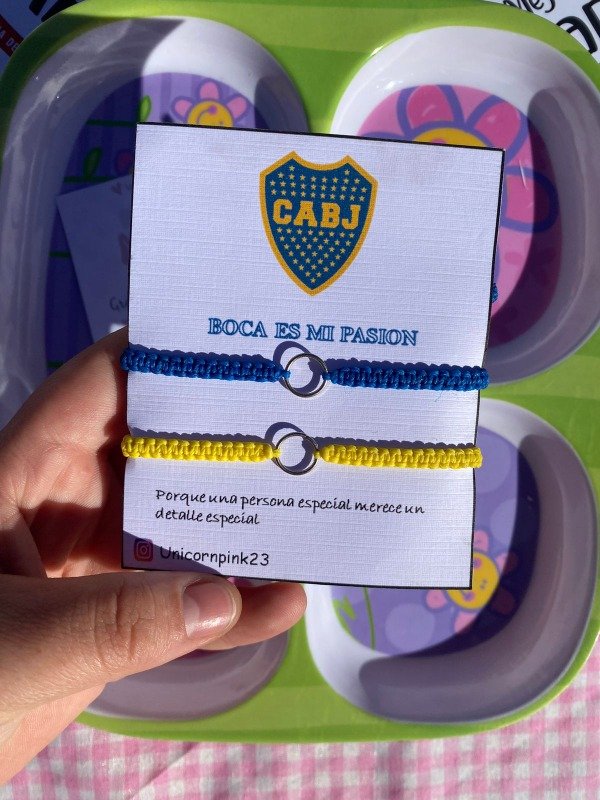 CABJ
BOCA ES MI PASION
Porque una persona especial merece un
detalle especial
Unicornpink23